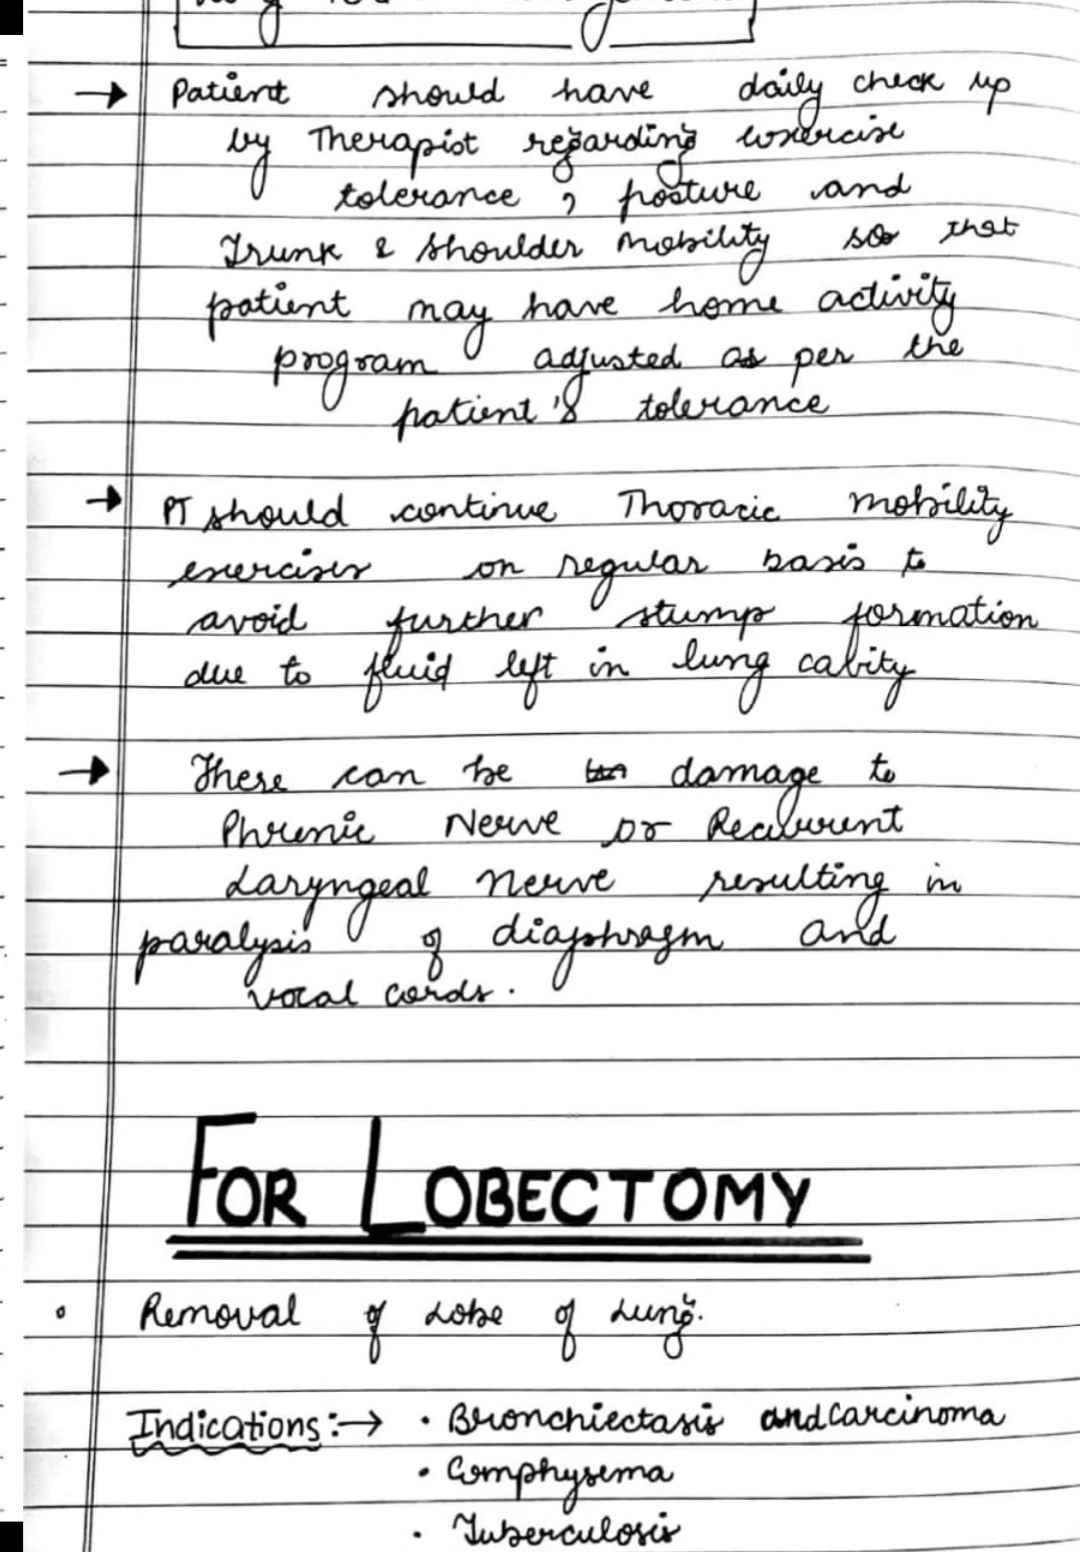 → Patient should have daily check up
by Therapist regarding exercise
tolerance, posture and
Trunk & shoulder mobility so that
patient may have home activity
program adjusted as per the
patient's tolerance
→ PT should continue Thoracic mobility
exercises on regular basis to
avoid further stump formation
due to fluid left in lung cavity
→ There can be damage to
Phrenic Nerve or Recurrent
Laryngeal nerve resulting in
paralysis of diaphragm and
vocal cords.
FOR LOBECTOMY
Removal of Lobe of Lung.
Indications:→ • Bronchiectasis and carcinoma
• Emphysema
• Tuberculosis